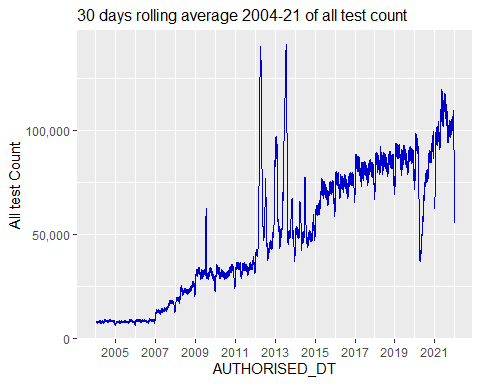 30 days rolling average 2004-21 of all test count
All test Count
100,000
50,000
0
2005 2007 2009 2011 2013 2015 2017 2019 2021
AUTHORISED_DT